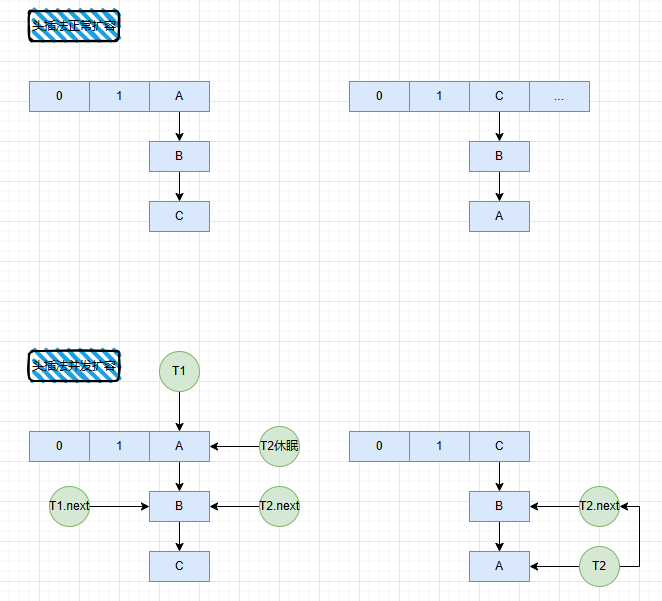 头插法正常扩容
0 1 A
0 1 C ...
B
B
C
A
头插法并发扩容
T1
0 1 A
T2休眠
0 1 C
T1.next
B
T2.next
B
T2.next
C
A
T2